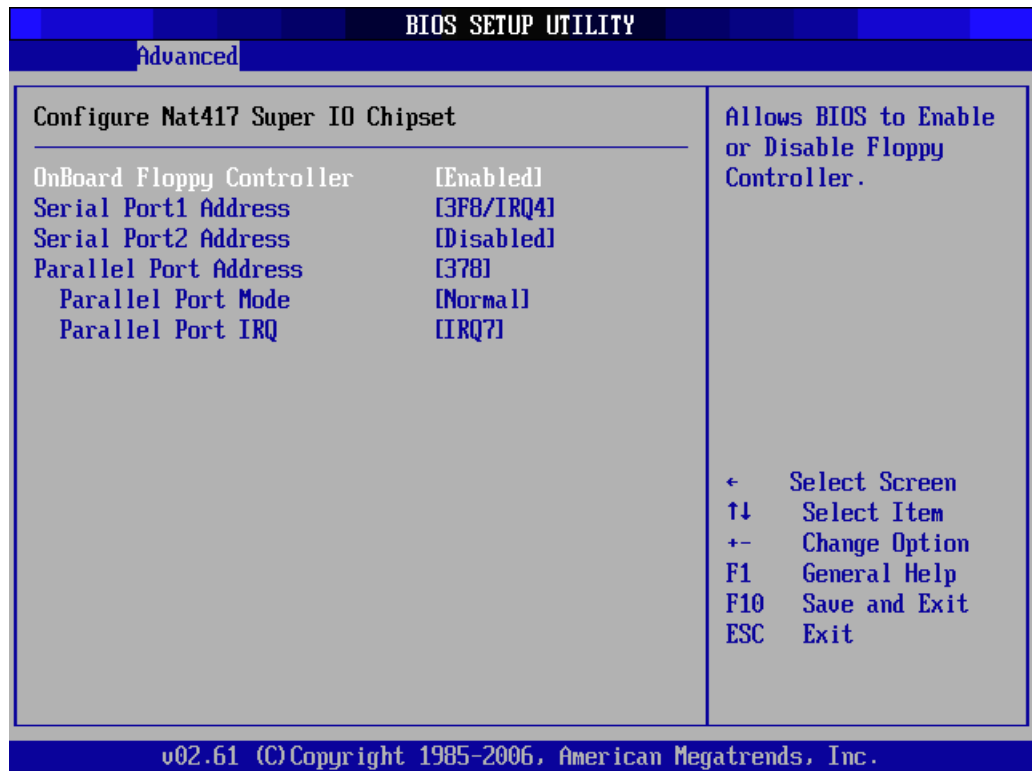 BIOS SETUP UTILITY
Advanced
Configure Nat417 Super IO Chipset
OnBoard Floppy Controller [Enabled]
Serial Port1 Address [3F8/IRQ4]
Serial Port2 Address [Disabled]
Parallel Port Address [378]
Parallel Port Mode [Normal]
Parallel Port IRQ [IRQ7]
Allows BIOS to Enable
or Disable Floppy
Controller.
← Select Screen
↑↓ Select Item
+- Change Option
F1 General Help
F10 Save and Exit
ESC Exit
v02.61 (C)Copyright 1985-2006, American Megatrends, Inc.